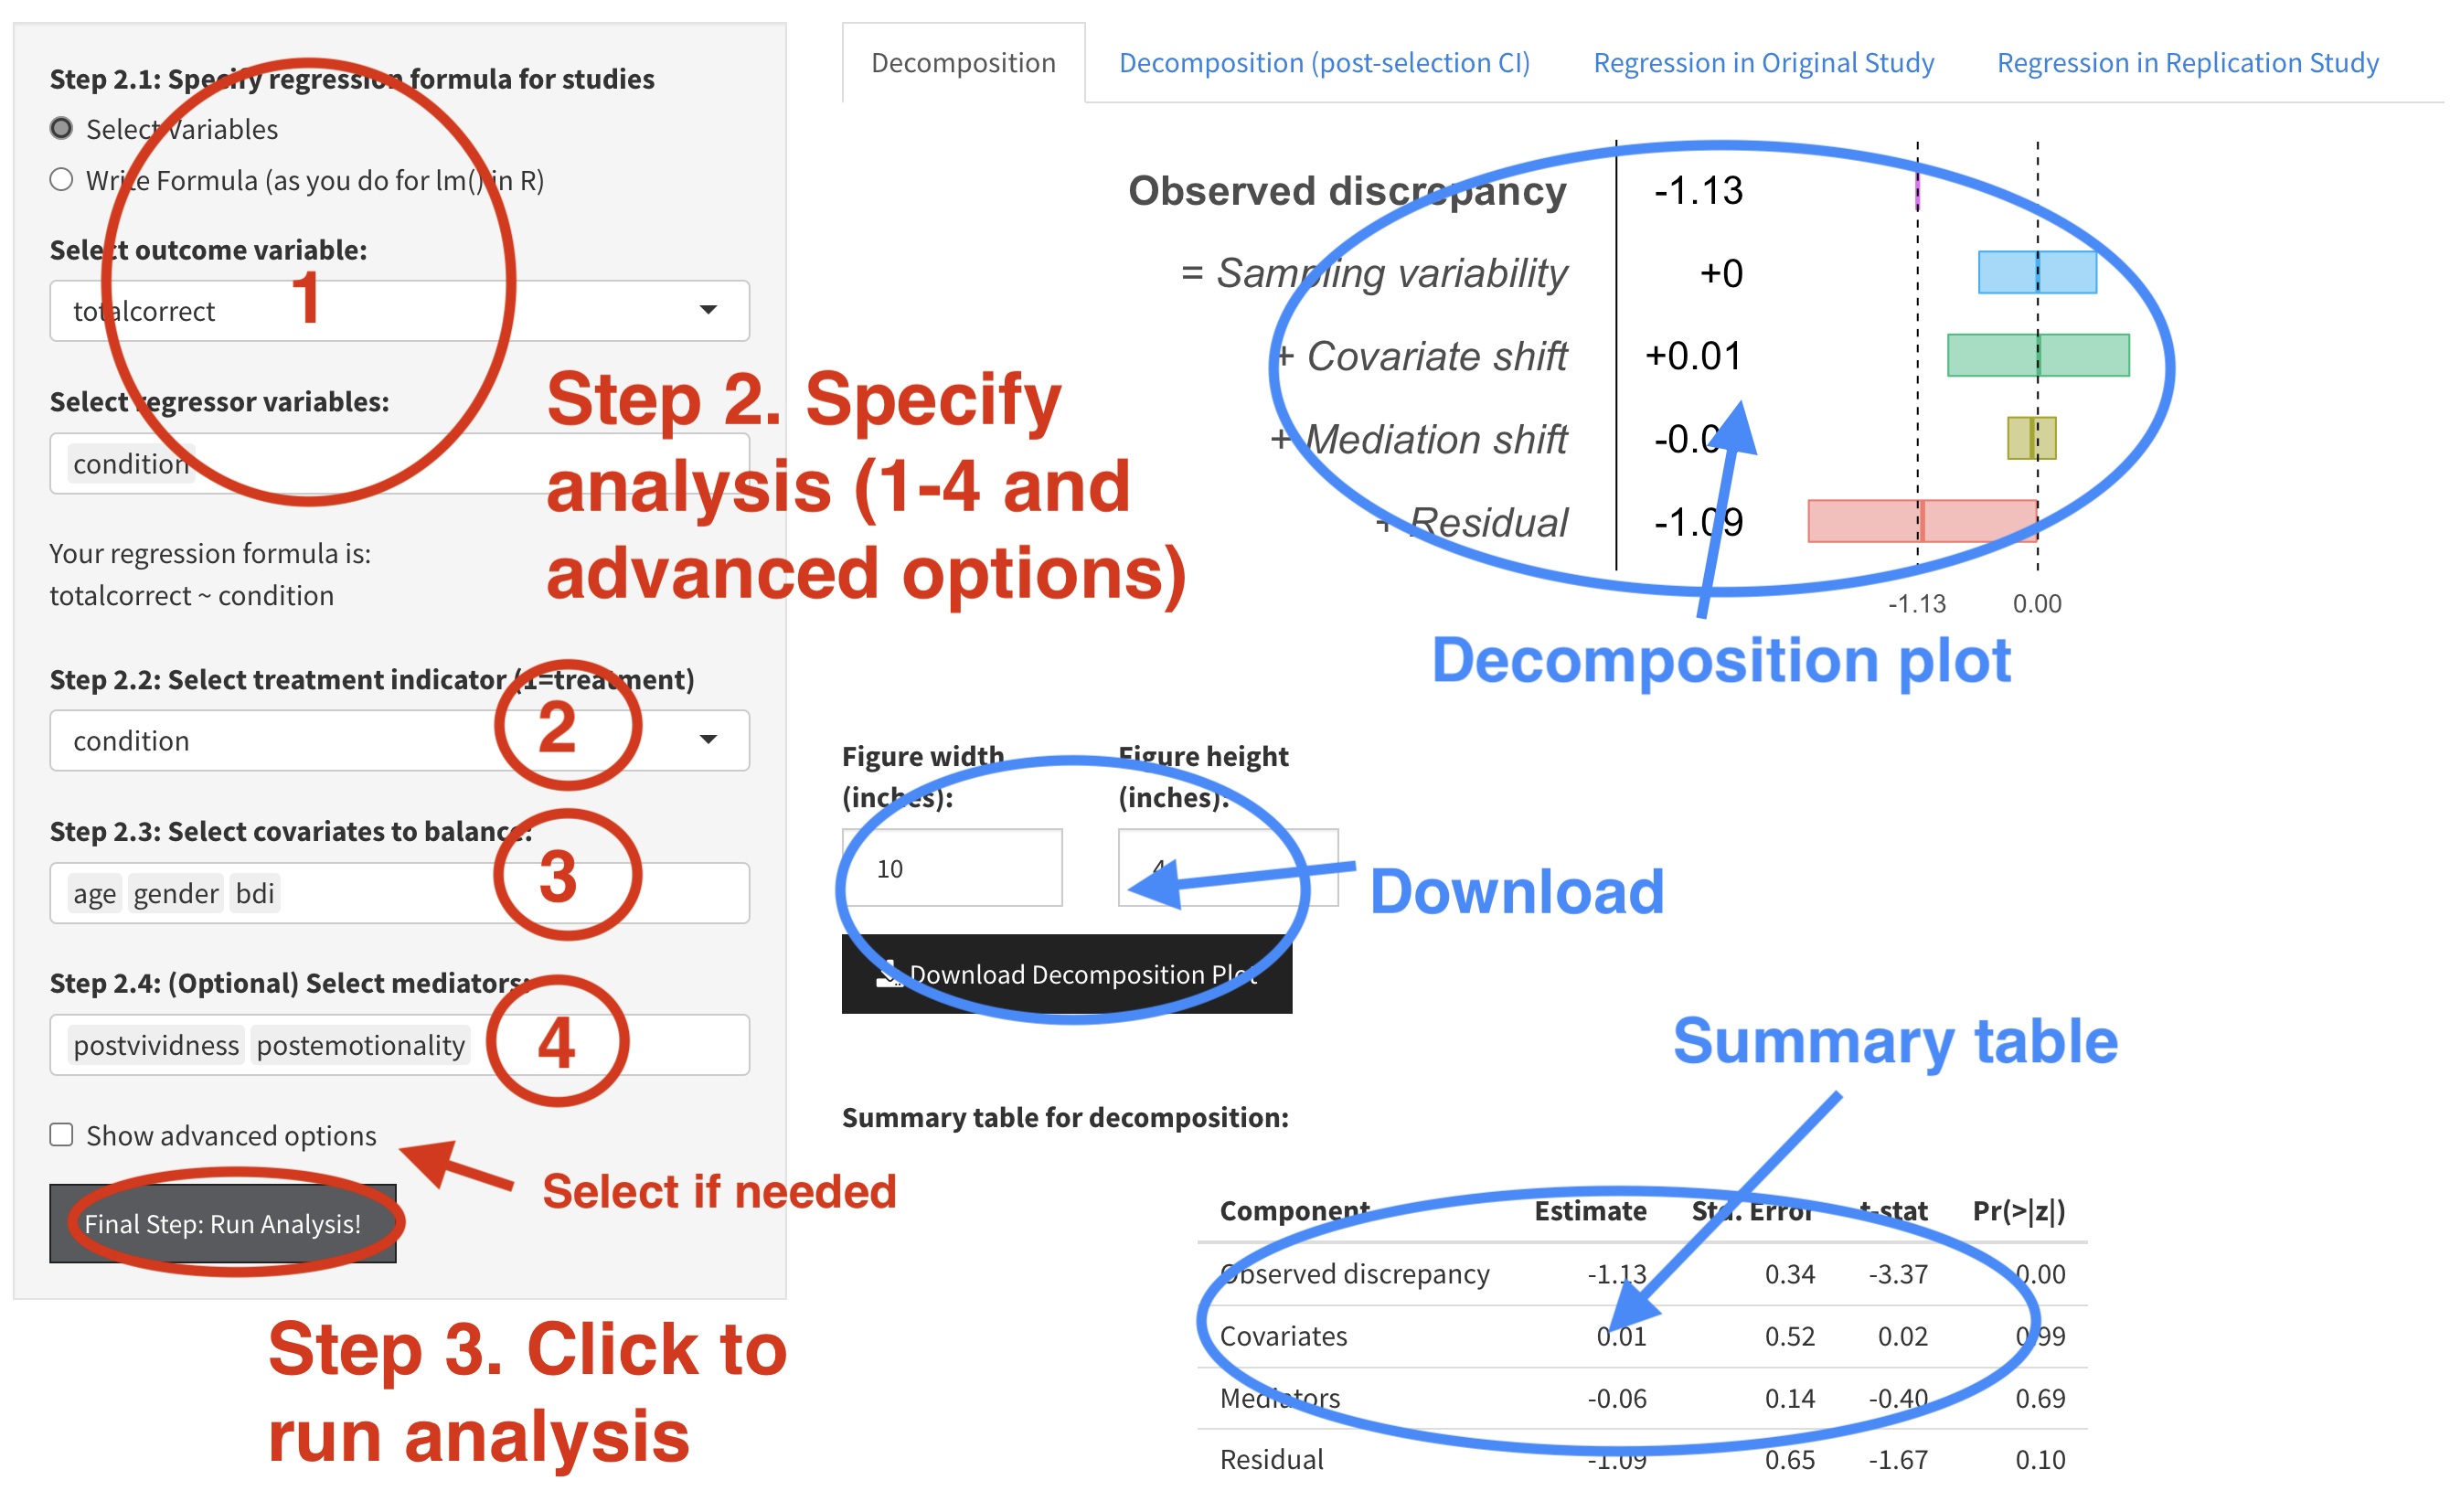 Step 2.1: Specify regression formula for studies
Select Variables
Write Formula (as you do for lm() in R)
Select outcome variable:
totalcorrect
1
Select regressor variables:
condition
Your regression formula is:
totalcorrect ~ condition
Step 2. Specify
analysis (1-4 and
advanced options)
Step 2.2: Select treatment indicator (1=treatment)
condition
2
Step 2.3: Select covariates to balance:
age gender bdi
3
Step 2.4: (Optional) Select mediators:
postvividness postemotionality
4
Show advanced options
Select if needed
Final Step: Run Analysis!
Step 3. Click to
run analysis
Decomposition
Decomposition (post-selection CI)
Regression in Original Study
Regression in Replication Study
Observed discrepancy -1.13
= Sampling variability +0
+ Covariate shift +0.01
+ Mediation shift -0.0
+ Residual -1.09
-1.13 0.00
Decomposition plot
Figure width
(inches):
Figure height
(inches):
10
4
Download
Download Decomposition Plot
Summary table
Summary table for decomposition:
Component Estimate Std. Error t-stat Pr(>|z|)
Observed discrepancy -1.13 0.34 -3.37 0.00
Covariates 0.01 0.52 0.02 0.99
Mediators -0.06 0.14 -0.40 0.69
Residual -1.09 0.65 -1.67 0.10